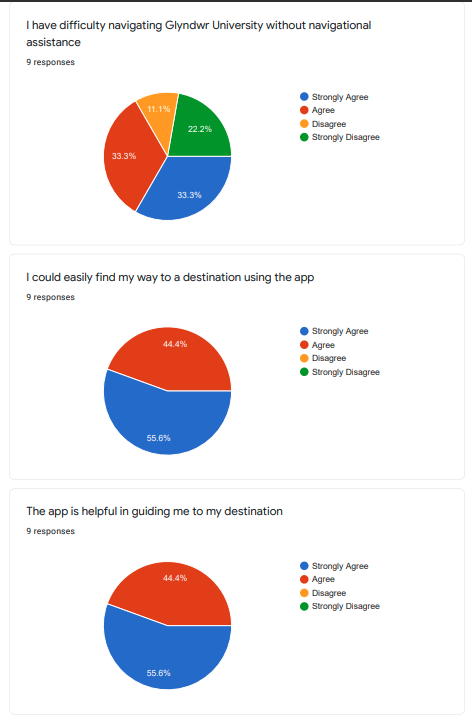 I have difficulty navigating Glyndwr University without navigational
assistance
9 responses
Strongly Agree
Agree
Disagree
Strongly Disagree
11.1%
22.2%
33.3%
33.3%
I could easily find my way to a destination using the app
9 responses
Strongly Agree
Agree
Disagree
Strongly Disagree
44.4%
55.6%
The app is helpful in guiding me to my destination
9 responses
Strongly Agree
Agree
Disagree
Strongly Disagree
44.4%
55.6%